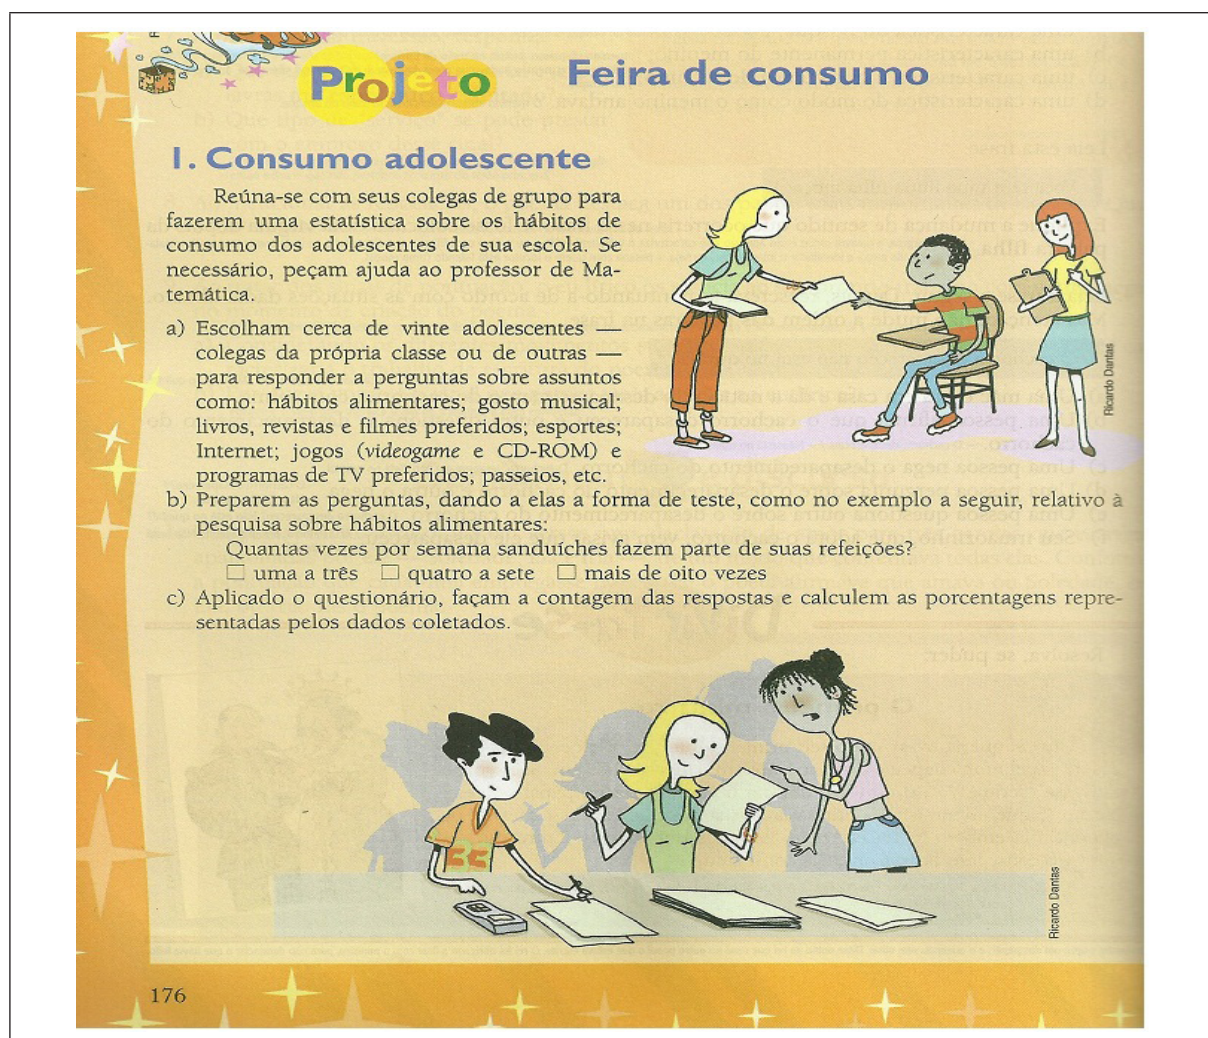 Projeto Feira de consumo
1. Consumo adolescente
Reúna-se com seus colegas de grupo para
fazerem uma estatística sobre os hábitos de
consumo dos adolescentes de sua escola. Se
necessário, peçam ajuda ao professor de Ma-
temática.
a) Escolham cerca de vinte adolescentes —
colegas da própria classe ou de outras —
para responder a perguntas sobre assuntos
como: hábitos alimentares; gosto musical;
livros, revistas e filmes preferidos; esportes;
Internet; jogos (videogame e CD-ROM) e
programas de TV preferidos; passeios, etc.
Ricardo Dantas
b) Preparem as perguntas, dando a elas a forma de teste, como no exemplo a seguir, relativo à
pesquisa sobre hábitos alimentares:
Quantas vezes por semana sanduíches fazem parte de suas refeições?
☐ uma a três ☐ quatro a sete ☐ mais de oito vezes
c) Aplicado o questionário, façam a contagem das respostas e calculem as porcentagens repre-
sentadas pelos dados coletados.
33
Ricardo Dantas
176